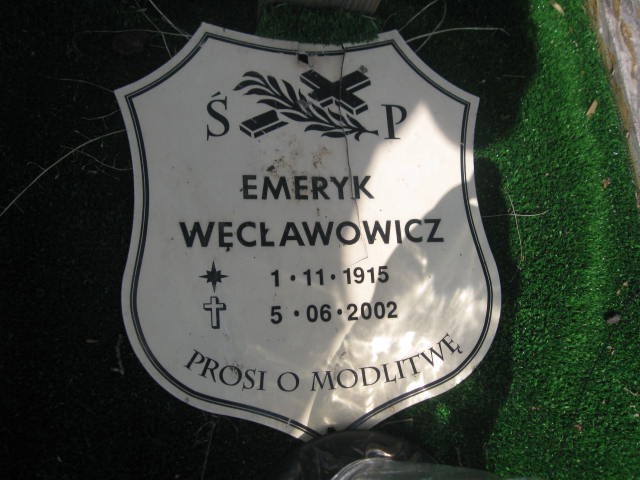 Ś P
EMERYK
WĘCŁAWOWICZ
1·11·1915
5·06·2002
PROSI O MODLITWĘ